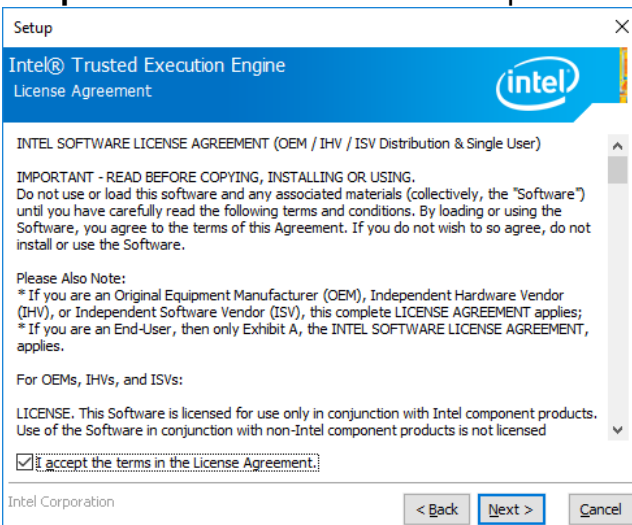 Setup
Intel® Trusted Execution Engine
License Agreement
intel
INTEL SOFTWARE LICENSE AGREEMENT (OEM / IHV / ISV Distribution & Single User)
IMPORTANT - READ BEFORE COPYING, INSTALLING OR USING.
Do not use or load this software and any associated materials (collectively, the "Software")
until you have carefully read the following terms and conditions. By loading or using the
Software, you agree to the terms of this Agreement. If you do not wish to so agree, do not
install or use the Software.
Please Also Note:
* If you are an Original Equipment Manufacturer (OEM), Independent Hardware Vendor
(IHV), or Independent Software Vendor (ISV), this complete LICENSE AGREEMENT applies;
* If you are an End-User, then only Exhibit A, the INTEL SOFTWARE LICENSE AGREEMENT,
applies.
For OEMs, IHVs, and ISVs:
LICENSE. This Software is licensed for use only in conjunction with Intel component products.
Use of the Software in conjunction with non-Intel component products is not licensed
I accept the terms in the License Agreement.
Intel Corporation
< Back Next > Cancel